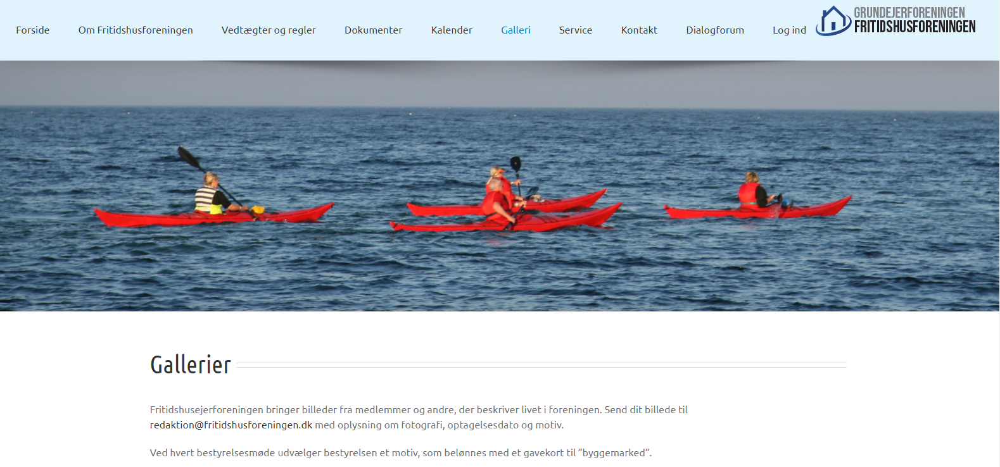 Forside Om Fritidshusforeningen Vedtægter og regler Dokumenter Kalender Galleri Service Kontakt Dialogforum Log ind
GRUNDEJERFORENINGEN
FRITIDSHUSFORENINGEN
Gallerier
Fritidshusejerforeningen bringer billeder fra medlemmer og andre, der beskriver livet i foreningen. Send dit billede til
redaktion@fritidshusforeningen.dk med oplysning om fotografi, optagelsesdato og motiv.
Ved hvert bestyrelsesmøde udvælger bestyrelsen et motiv, som belønnes med et gavekort til ”byggemarked”.